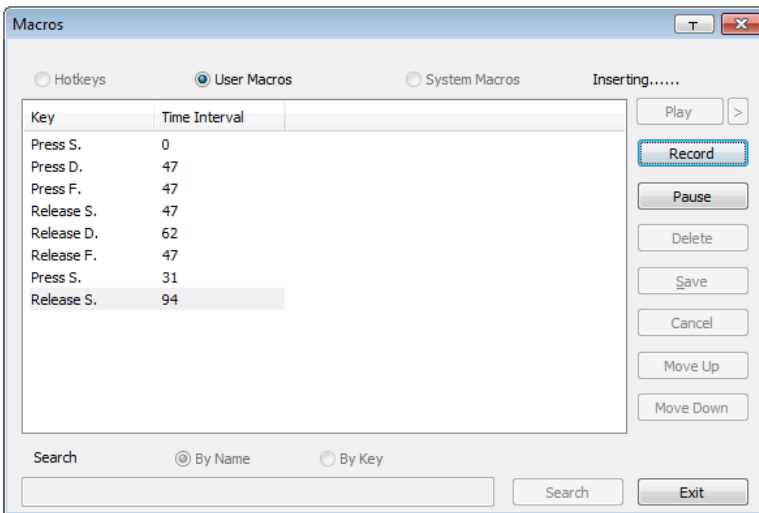 Macros
Hotkeys User Macros System Macros Inserting......
Key Time Interval
Play >
Press S. 0
Record
Press D. 47
Press F. 47
Pause
Release S. 47
Release D. 62
Delete
Release F. 47
Press S. 31
Save
Release S. 94
Cancel
Move Up
Move Down
Search By Name By Key
Search Exit